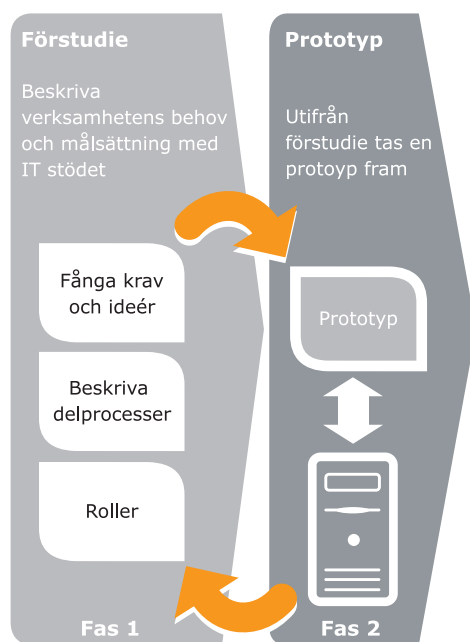 Förstudie
Beskriva
verksamhetens behov
och målsättning med
IT stödet
Fånga krav
och ideér
Beskriva
delprocesser
Roller
Fas 1
Prototyp
Utifrån
förstudie tas en
protoyp fram
Prototyp
Fas 2